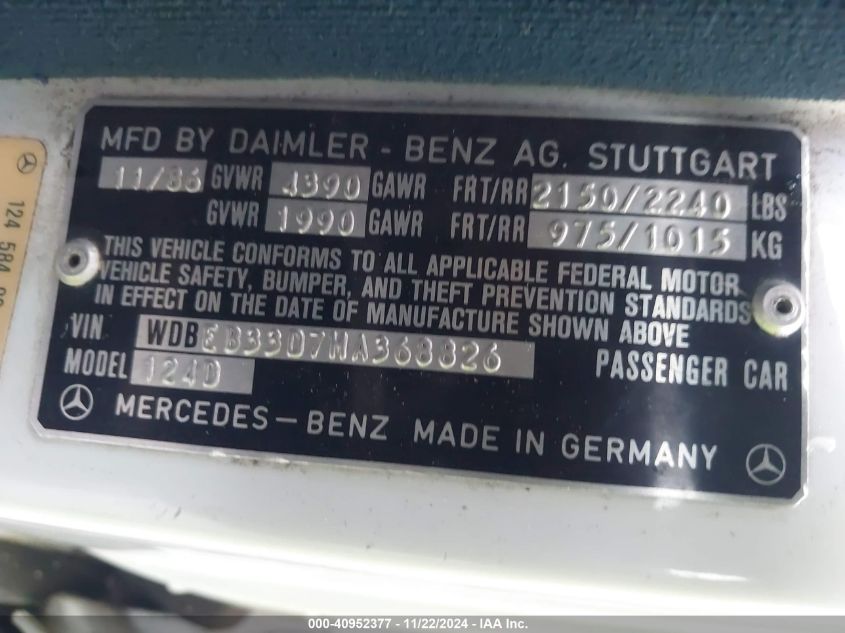 MFD BY DAIMLER - BENZ AG. STUTTGART
11/86 GVWR 4390 GAWR FRT/RR 2150/2240 LBS
GVWR 1990 GAWR FRT/RR 975/1015 KG
THIS VEHICLE CONFORMS TO ALL APPLICABLE FEDERAL MOTOR
VEHICLE SAFETY, BUMPER, AND THEFT PREVENTION STANDARDS
IN EFFECT ON THE DATE OF MANUFACTURE SHOWN ABOVE
VIN WDBEB33D7HA368826
MODEL 124D PASSENGER CAR
MERCEDES-BENZ MADE IN GERMANY
124 584
000-40952377 - 11/22/2024 - IAA Inc.